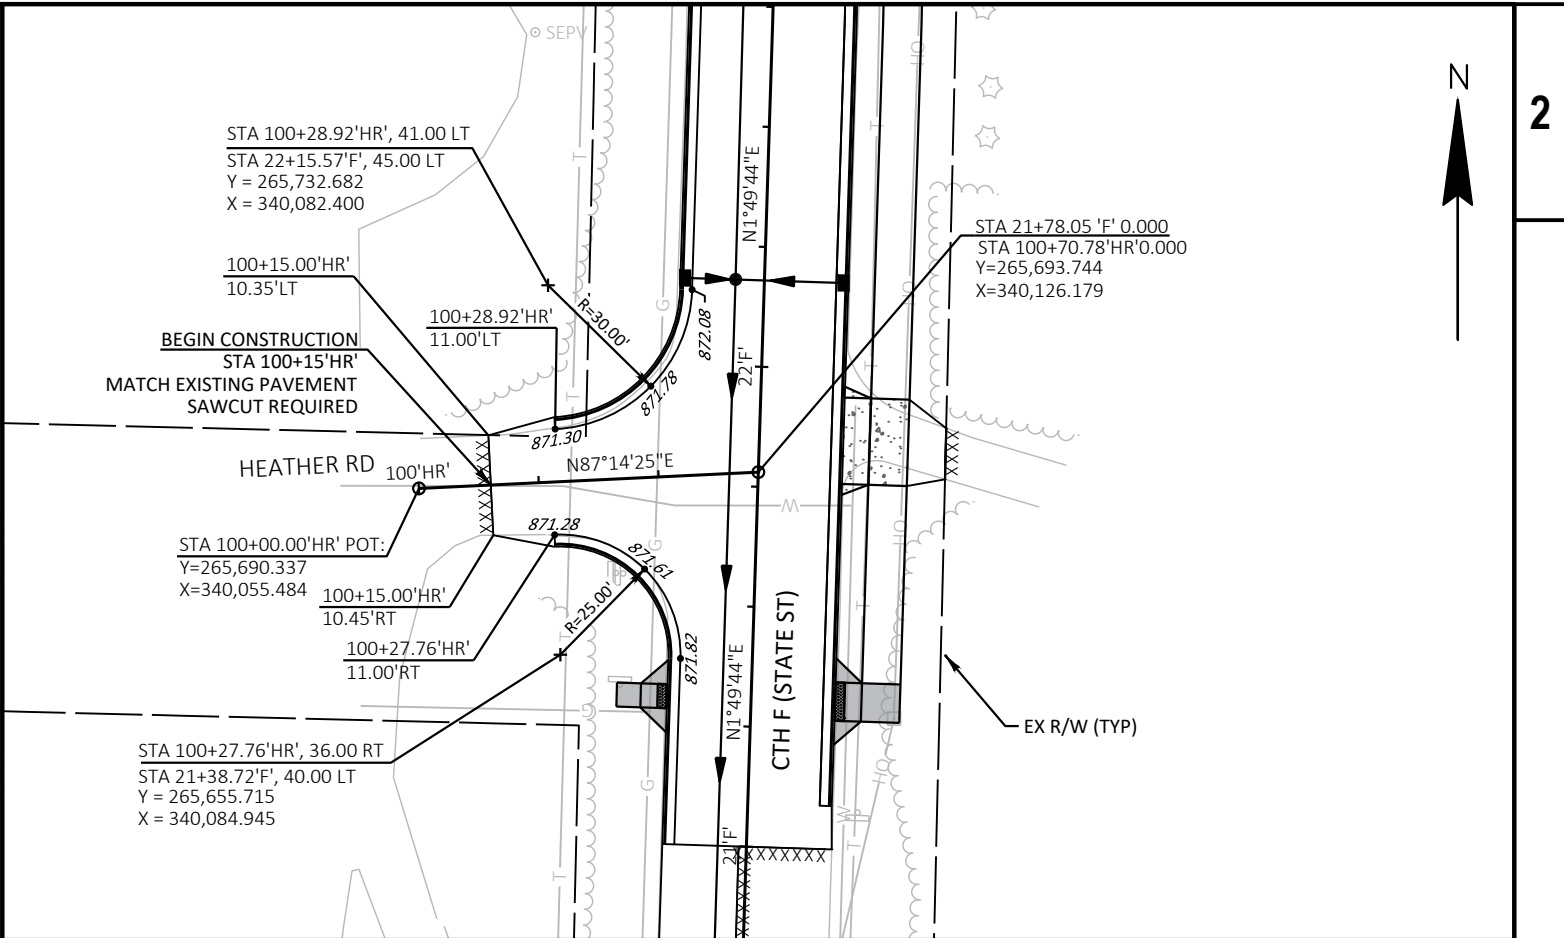 SEPV
N
2
STA 100+28.92'HR', 41.00 LT
STA 22+15.57'F', 45.00 LT
Y = 265,732.682
X = 340,082.400
N1°49'44"E
STA 21+78.05 'F' 0.000
STA 100+70.78'HR'0.000
Y=265,693.744
X=340,126.179
100+15.00'HR'
10.35'LT
R=30.00'
100+28.92'HR'
11.00'LT
872.08
BEGIN CONSTRUCTION
STA 100+15'HR'
MATCH EXISTING PAVEMENT
SAWCUT REQUIRED
22'F'
871.78
871.30
HEATHER RD
100'HR'
N87°14'25"E
871.28
871.61
STA 100+00.00'HR' POT:
Y=265,690.337
X=340,055.484
100+15.00'HR'
10.45'RT
R=25.00'
100+27.76'HR'
11.00'RT
871.82
N1°49'44"E
CTH F (STATE ST)
EX R/W (TYP)
STA 100+27.76'HR', 36.00 RT
STA 21+38.72'F', 40.00 LT
Y = 265,655.715
X = 340,084.945
21'F'
T
T
T
T
T
T
T
T
G
G
G
G
W
W
OH
OH
OH
OH
XXXXXXX